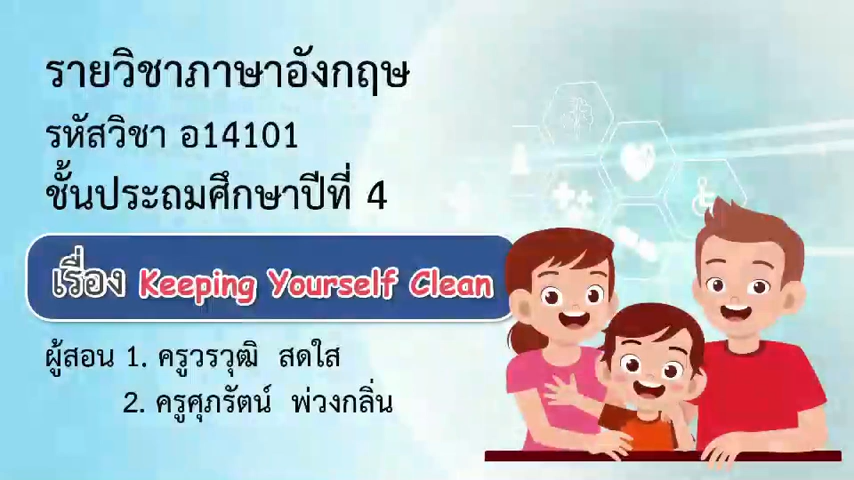 รายวิชาภาษาอังกฤษ
รหัสวิชา อ14101
ชั้นประถมศึกษาปีที่ 4
เรื่อง Keeping Yourself Clean
ผู้สอน 1. ครูวรวุฒิ สดใส
2. ครูศุภรัตน์ พ่วงกลิ่น